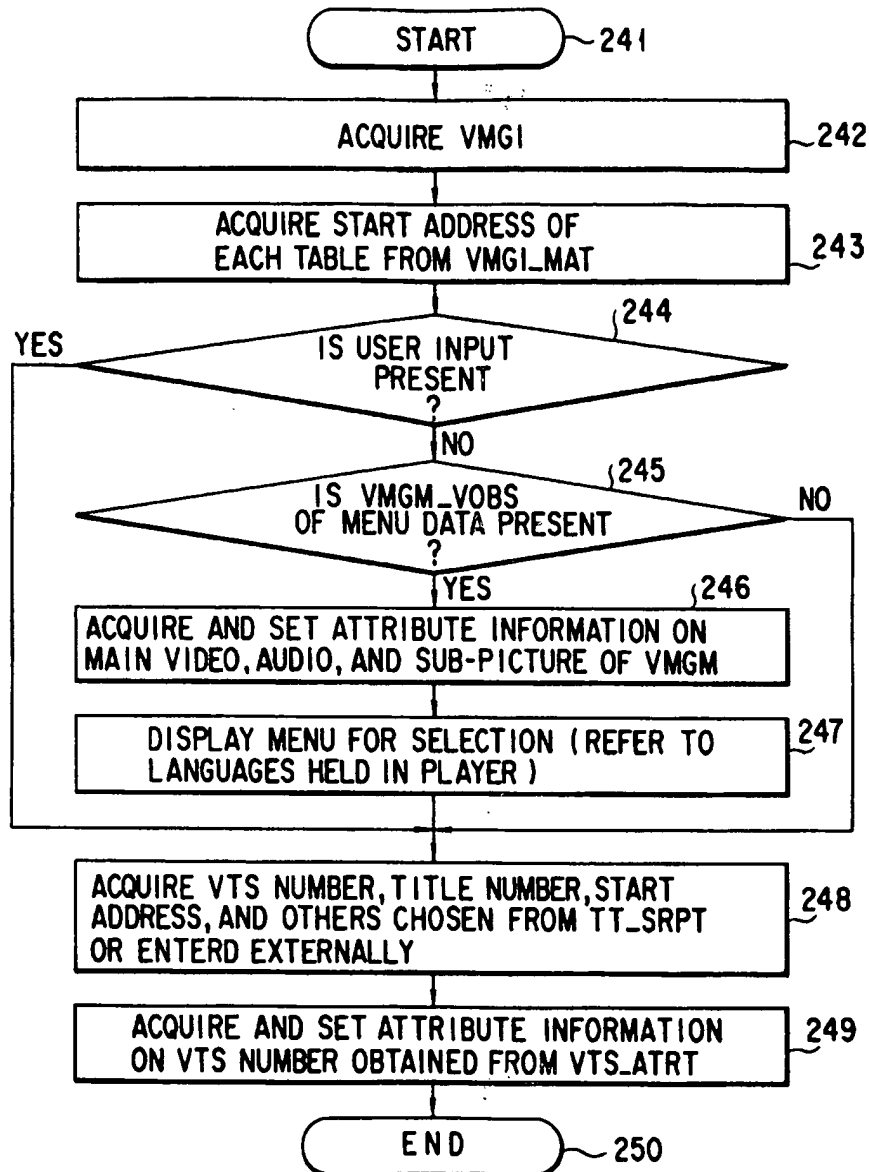 START
241
ACQUIRE VMGI
242
ACQUIRE START ADDRESS OF
EACH TABLE FROM VMGI_MAT
243
244
YES
IS USER INPUT
PRESENT
?
NO
245
IS VMGM_VOBS
OF MENU DATA PRESENT
?
NO
YES
246
ACQUIRE AND SET ATTRIBUTE INFORMATION ON
MAIN VIDEO, AUDIO, AND SUB-PICTURE OF VMGM
247
DISPLAY MENU FOR SELECTION (REFER TO
LANGUAGES HELD IN PLAYER)
ACQUIRE VTS NUMBER, TITLE NUMBER, START
ADDRESS, AND OTHERS CHOSEN FROM TT_SRPT
OR ENTERD EXTERNALLY
248
ACQUIRE AND SET ATTRIBUTE INFORMATION
ON VTS NUMBER OBTAINED FROM VTS_ATRT
249
END
250